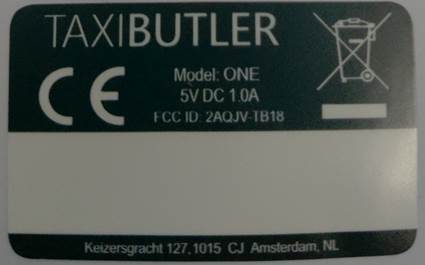 TAXIBUTLER
Model: ONE
CE
5V DC 1.0A
FCC ID: 2AQJV-TB18
Keizersgracht 127, 1015 CJ Amsterdam, NL